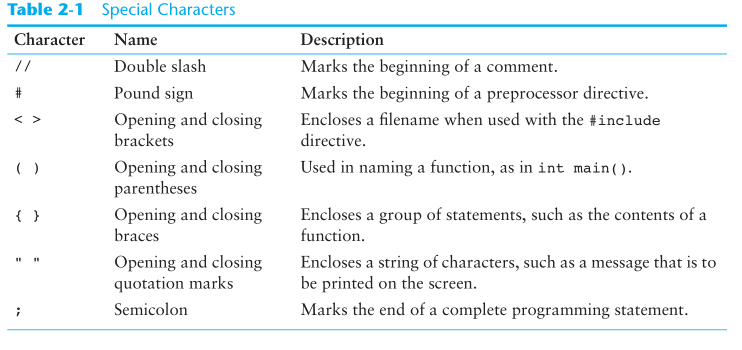 Table 2-1 Special Characters
Character Name Description
// Double slash Marks the beginning of a comment.
# Pound sign Marks the beginning of a preprocessor directive.
< > Opening and closing Encloses a filename when used with the #include
brackets directive.
( ) Opening and closing Used in naming a function, as in int main().
parentheses
{ } Opening and closing Encloses a group of statements, such as the contents of a
braces function.
" " Opening and closing Encloses a string of characters, such as a message that is to
quotation marks be printed on the screen.
; Semicolon Marks the end of a complete programming statement.